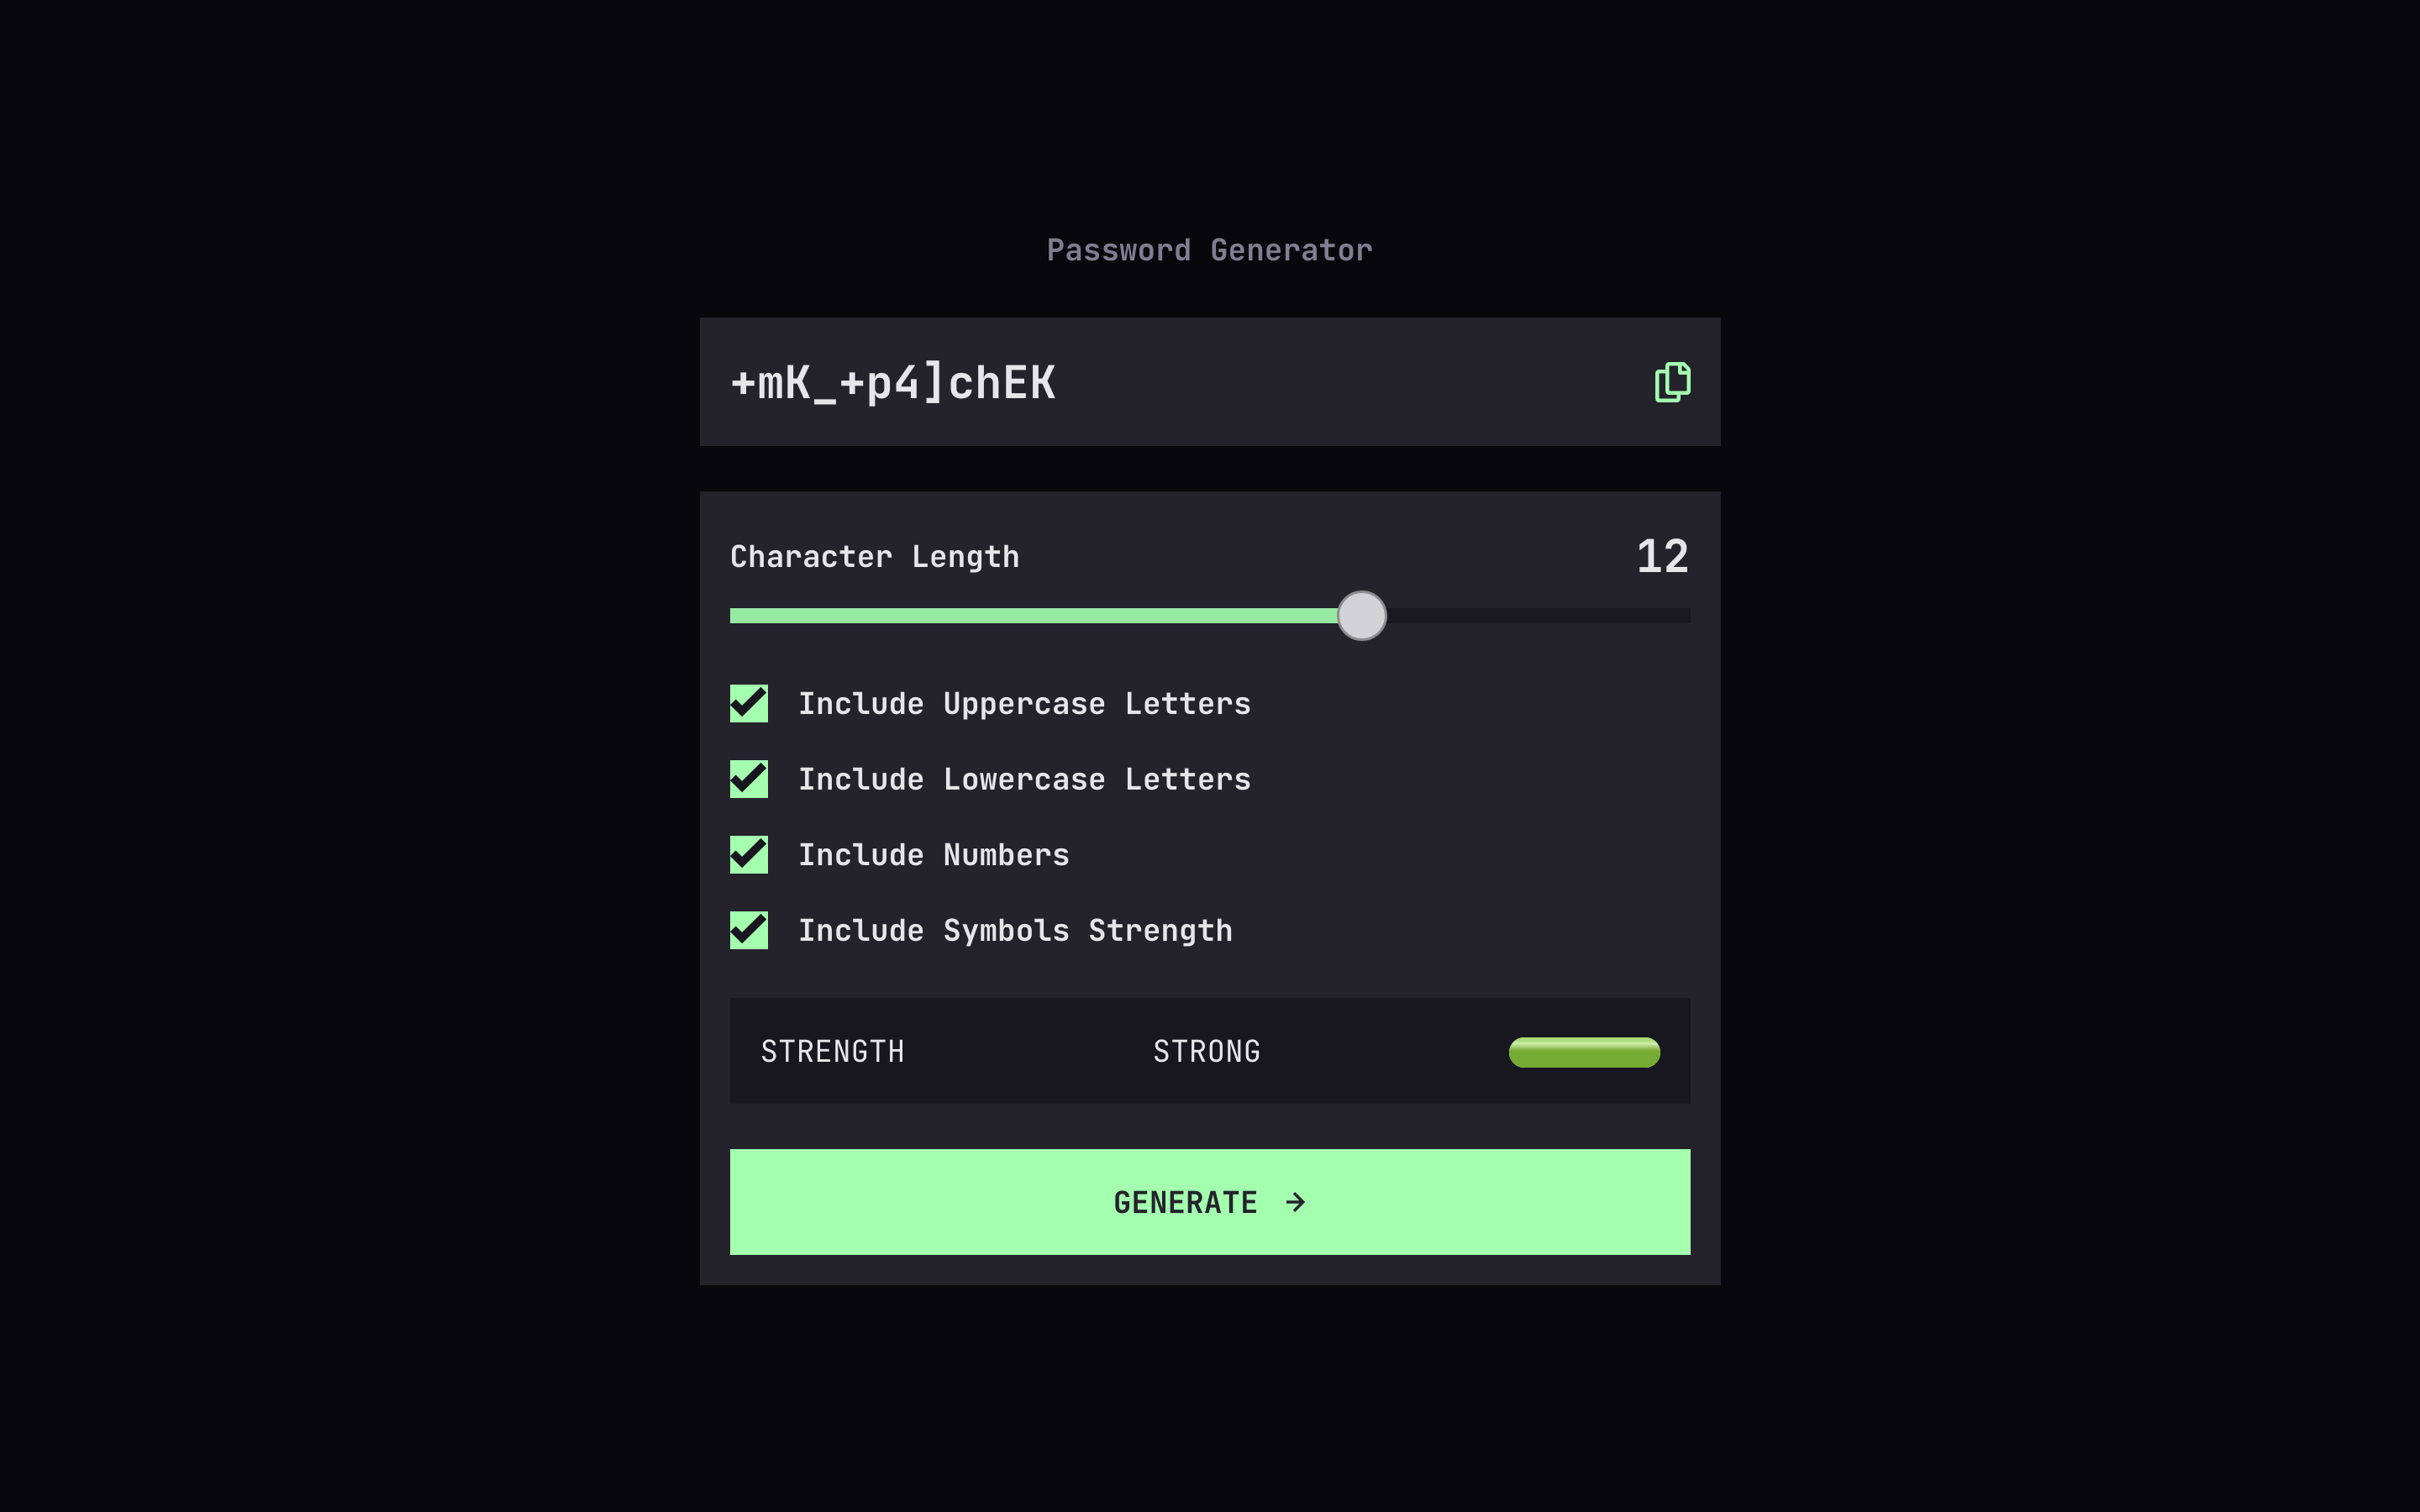 Password Generator
+mK_+p4]chEK
Character Length 12
Include Uppercase Letters
Include Lowercase Letters
Include Numbers
Include Symbols Strength
STRENGTH STRONG
GENERATE →